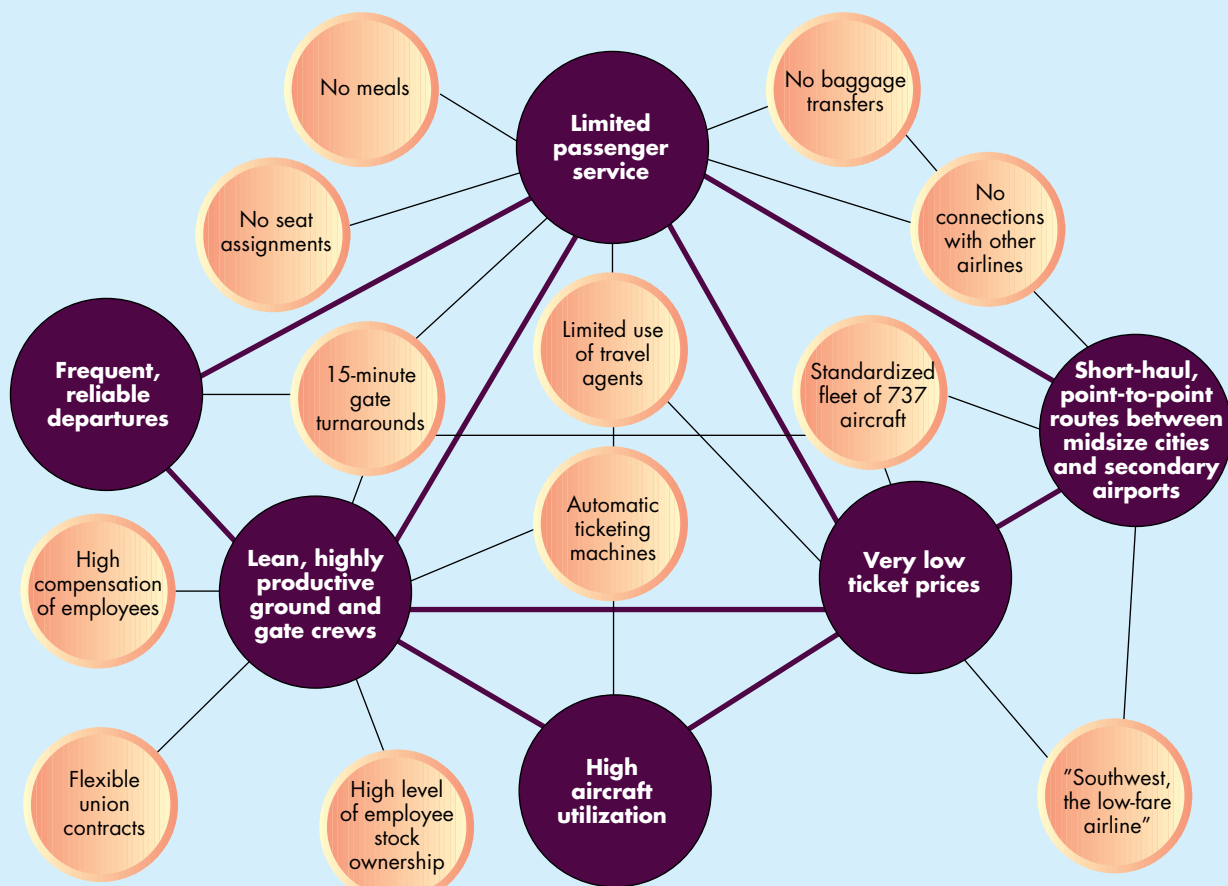 No meals
Limited
passenger
service
No baggage
transfers
No seat
assignments
No
connections
with other
airlines
Frequent,
reliable
departures
15-minute
gate
turnarounds
Limited use
of travel
agents
Standardized
fleet of 737
aircraft
Short-haul,
point-to-point
routes between
midsize cities
and secondary
airports
High
compensation
of employees
Lean, highly
productive
ground and
gate crews
Automatic
ticketing
machines
Very low
ticket prices
Flexible
union
contracts
High level
of employee
stock
ownership
High
aircraft
utilization
”Southwest,
the low-fare
airline”